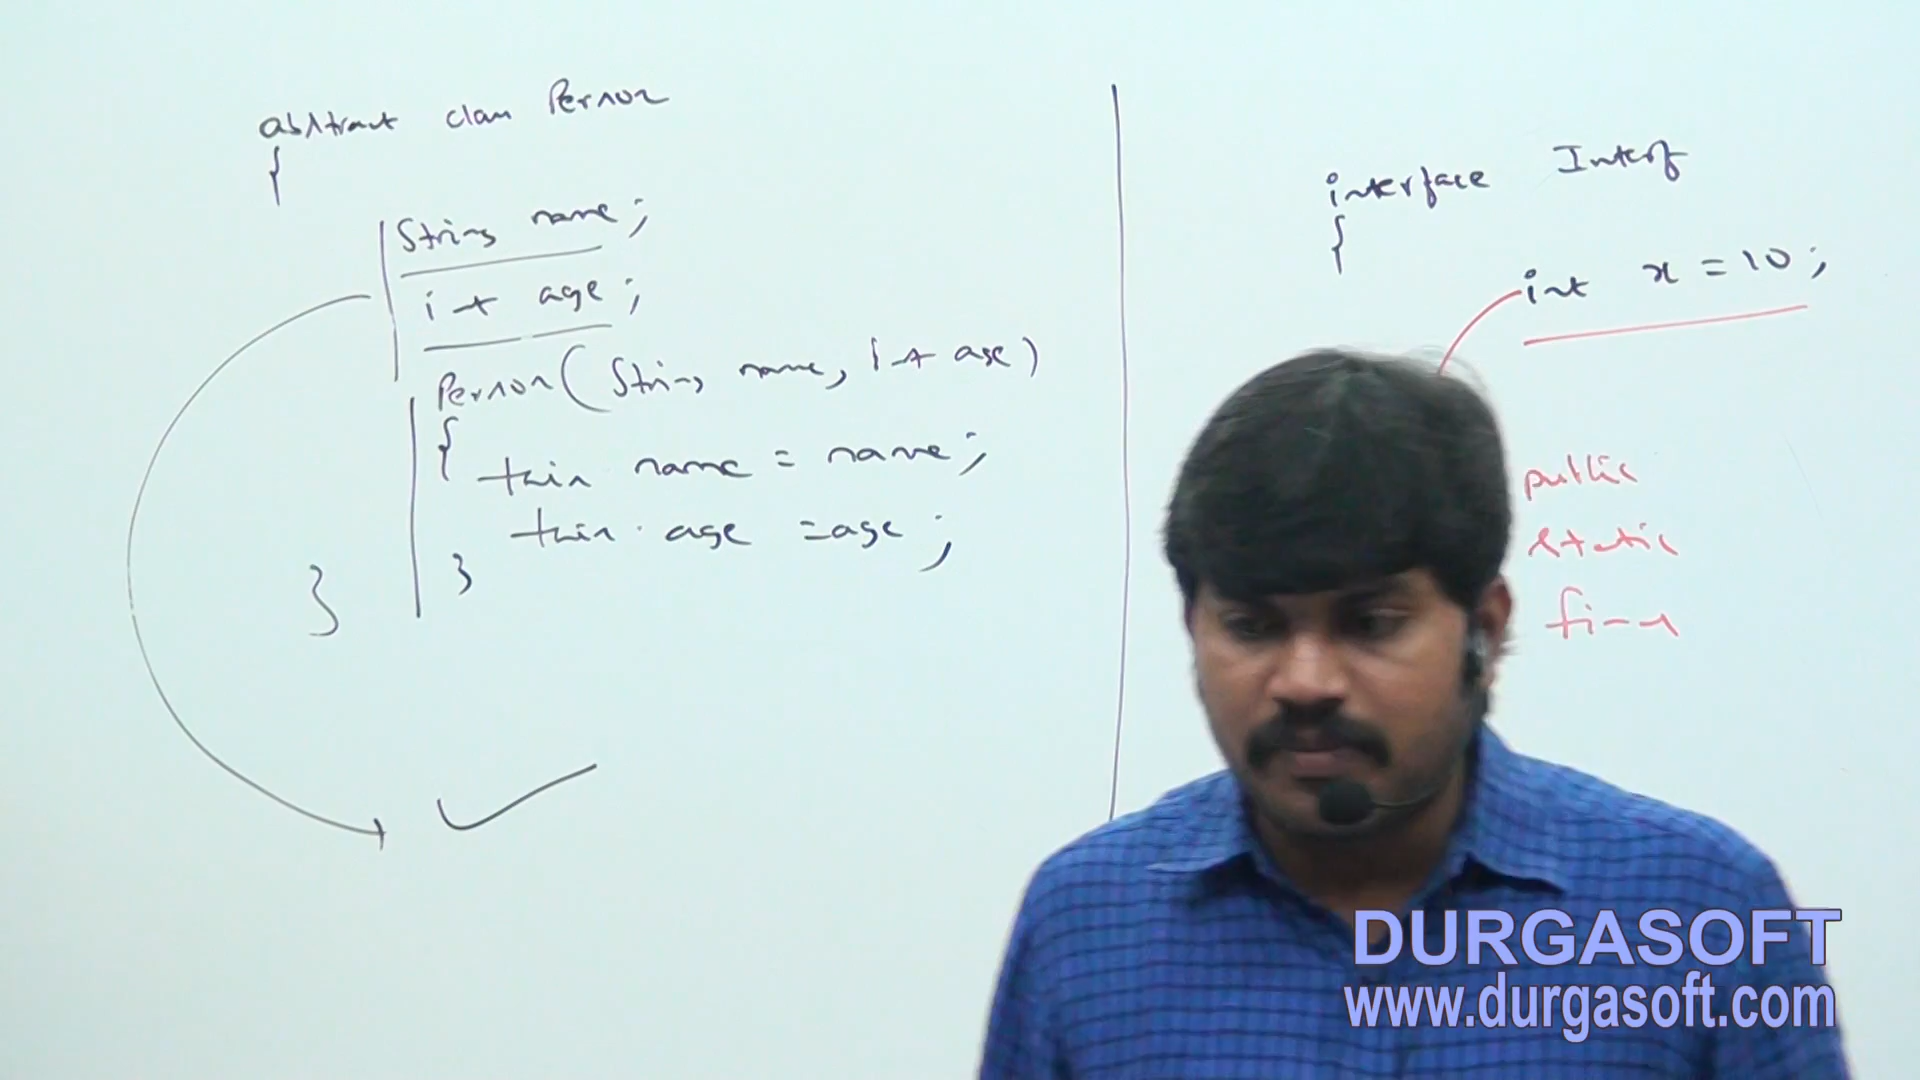 abstract class Person
{
String name;
int age;
Person(String name, int age)
{
this name = name;
this. age = age;
}
}
interface Interf
{
int x = 10;
public
static
final
DURGASOFT
www.durgasoft.com